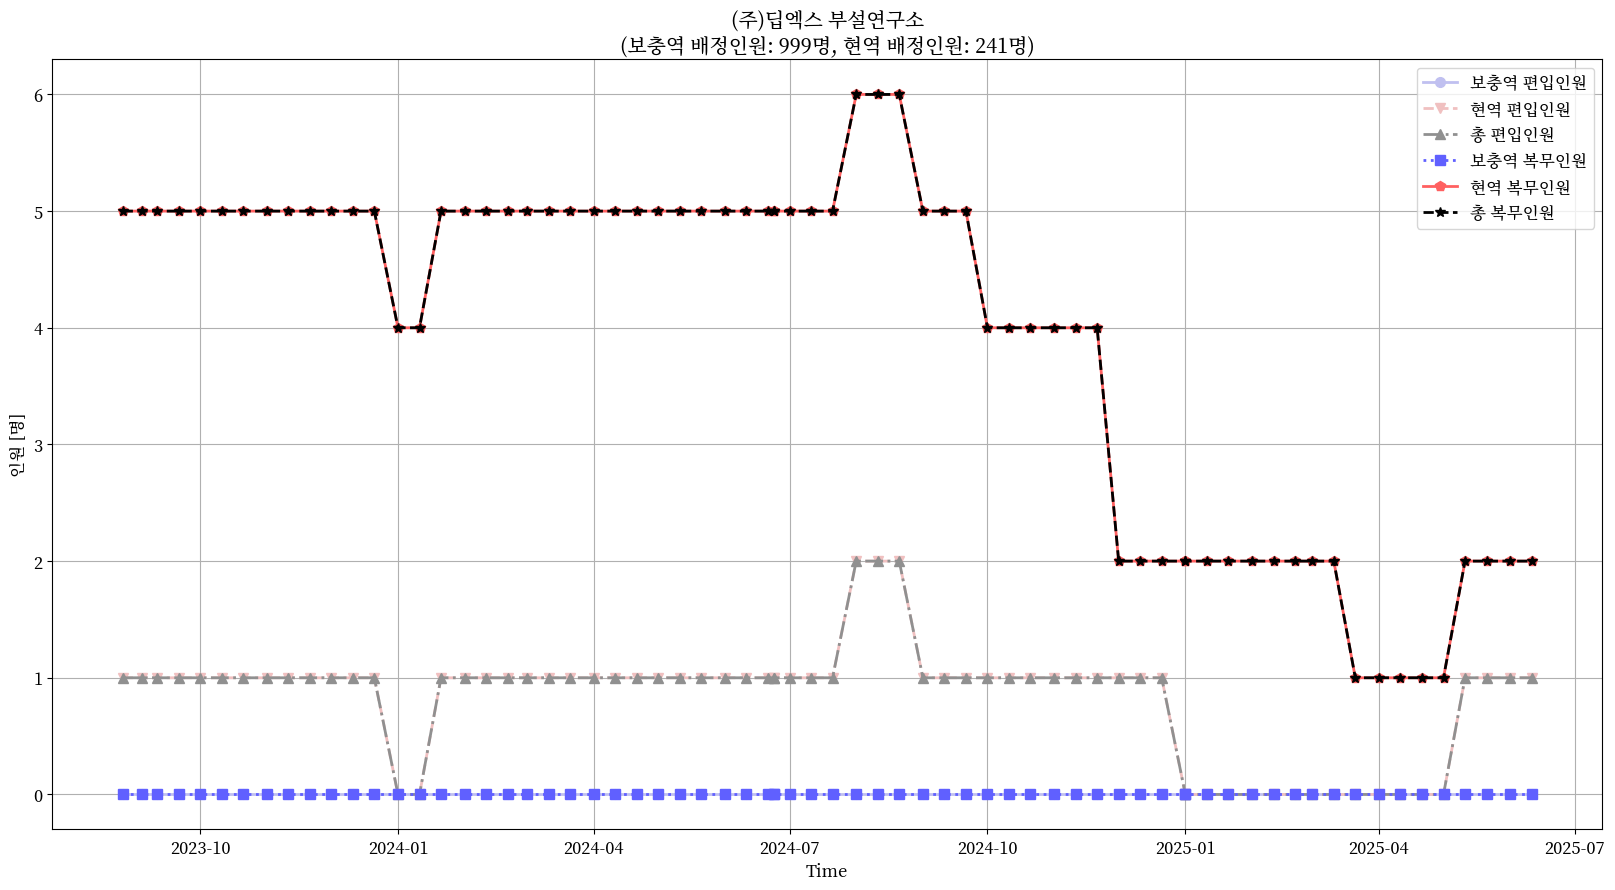 (주)딥엑스 부설연구소
(보충역 배정인원: 999명, 현역 배정인원: 241명)
보충역 편입인원
현역 편입인원
총 편입인원
보충역 복무인원
현역 복무인원
총 복무인원
인원 [명]
6
5
4
3
2
1
0
2023-10
2024-01
2024-04
2024-07
2024-10
2025-01
2025-04
2025-07
Time